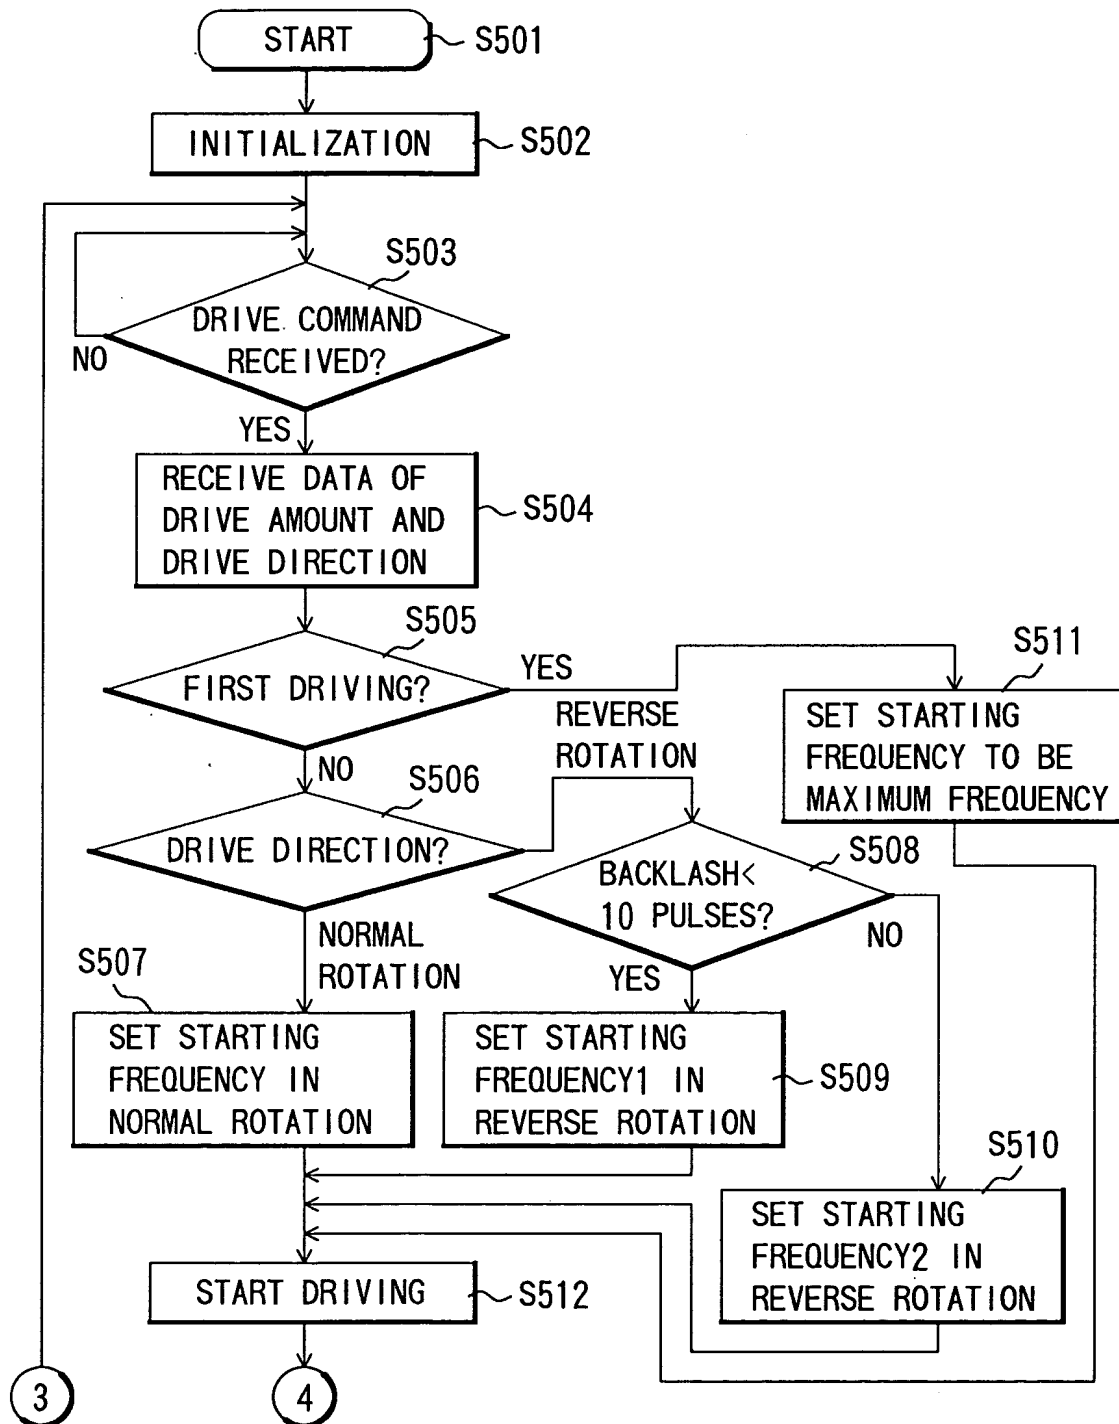 START
S501
INITIALIZATION
S502
S503
DRIVE COMMAND
RECEIVED?
NO
YES
RECEIVE DATA OF
DRIVE AMOUNT AND
DRIVE DIRECTION
S504
S505
FIRST DRIVING?
YES
NO
S511
SET STARTING
FREQUENCY TO BE
MAXIMUM FREQUENCY
S506
DRIVE DIRECTION?
REVERSE
ROTATION
S508
BACKLASH<
10 PULSES?
NO
YES
NORMAL
ROTATION
S507
SET STARTING
FREQUENCY IN
NORMAL ROTATION
SET STARTING
FREQUENCY1 IN
REVERSE ROTATION
S509
S510
SET STARTING
FREQUENCY2 IN
REVERSE ROTATION
START DRIVING
S512
3
4